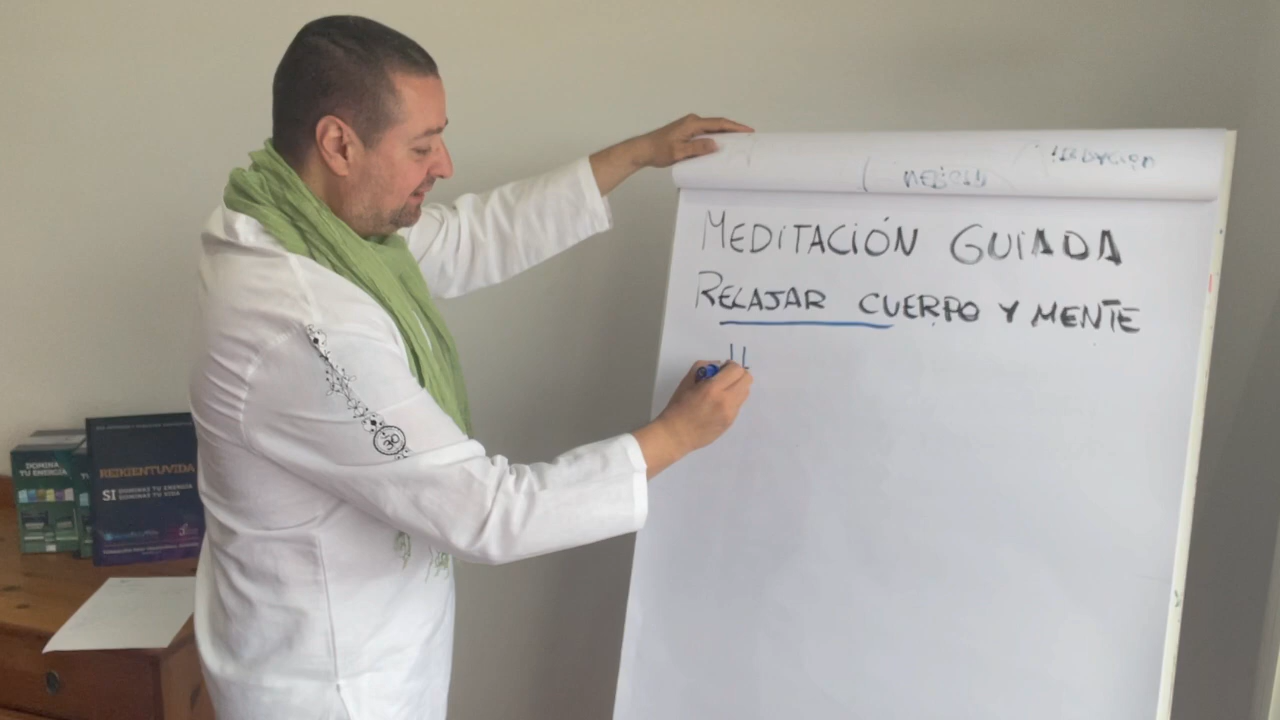 MEDITACIÓN GUIADA
RELAJAR CUERPO Y MENTE
DOMINA
TU ENERGÍA
REIKIENTUVIDA
SI DOMINAS TU ENERGÍA
DOMINAS TU VIDA